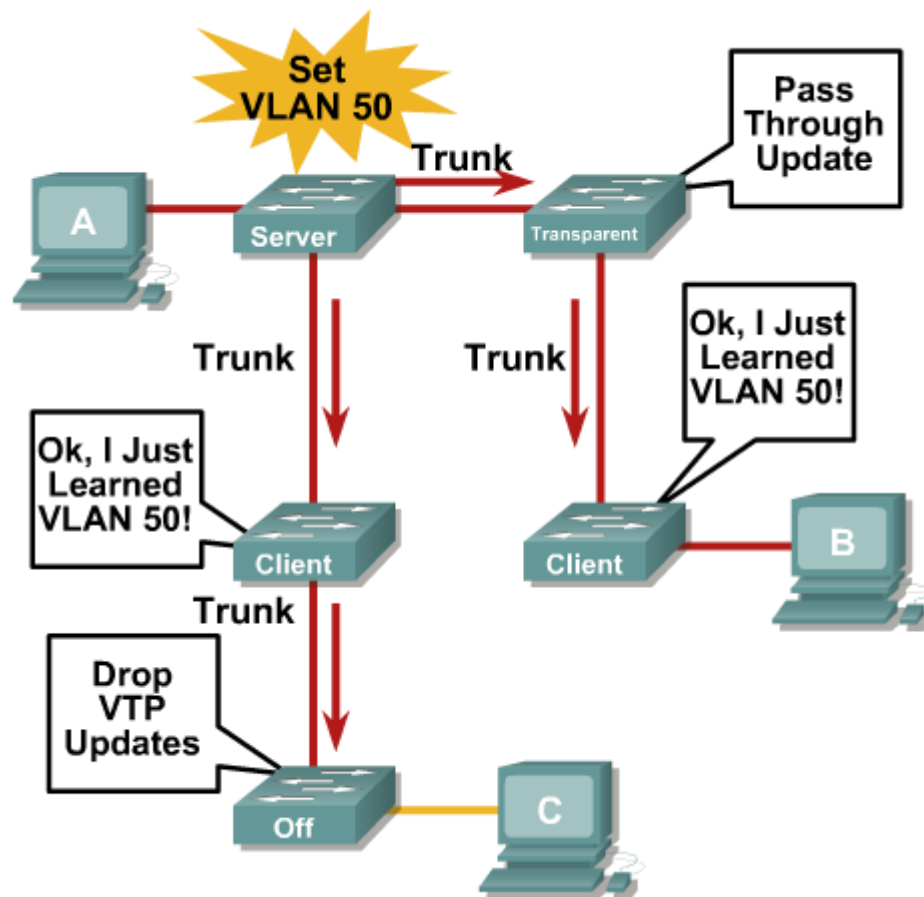 Set
VLAN 50
Trunk
Pass
Through
Update
A
Server
Transparent
Trunk
Trunk
Ok, I Just
Learned
VLAN 50!
Ok, I Just
Learned
VLAN 50!
Client
Client
B
Trunk
Drop
VTP
Updates
Off
C